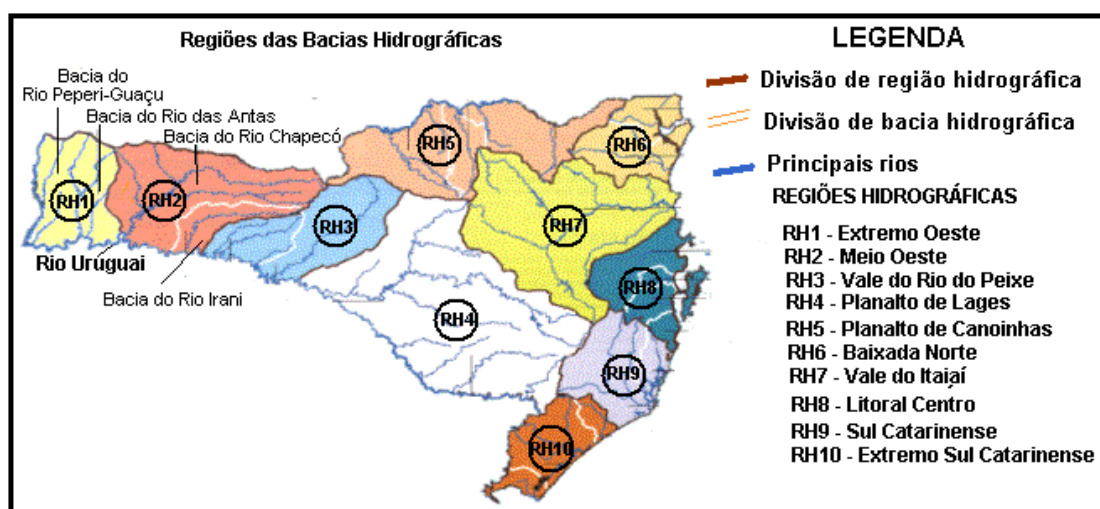 Regiões das Bacias Hidrográficas
Bacia do
Rio Peperi-Guaçu
Bacia do Rio das Antas
Bacia do Rio Chapecó
RH1
RH2
RH3
RH4
RH5
RH6
RH7
RH8
RH9
RH10
Rio Uruguai
Bacia do Rio Irani
LEGENDA
Divisão de região hidrográfica
Divisão de bacia hidrográfica
Principais rios
REGIÕES HIDROGRÁFICAS
RH1 - Extremo Oeste
RH2 - Meio Oeste
RH3 - Vale do Rio do Peixe
RH4 - Planalto de Lages
RH5 - Planalto de Canoinhas
RH6 - Baixada Norte
RH7 - Vale do Itajaí
RH8 - Litoral Centro
RH9 - Sul Catarinense
RH10 - Extremo Sul Catarinense